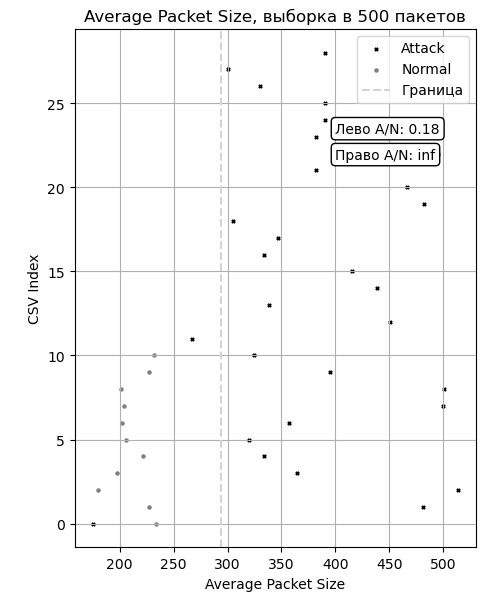 Average Packet Size, выборка в 500 пакетов
Attack
Normal
Граница
Лево A/N: 0.18
Право A/N: inf
25
20
15
10
5
0
CSV Index
200
250
300
350
400
450
500
Average Packet Size